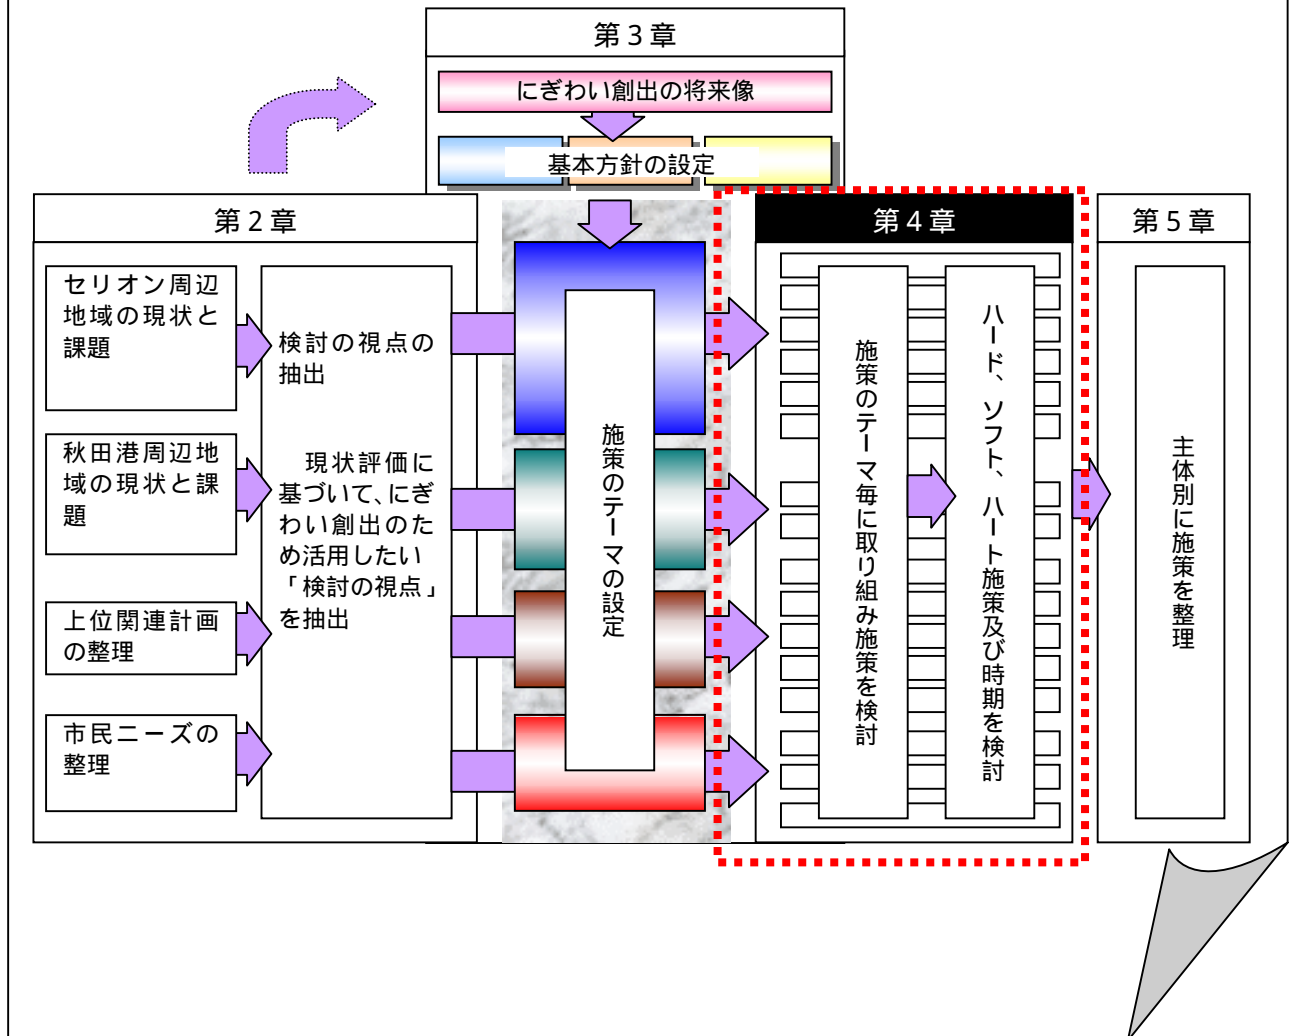 第３章
にぎわい創出の将来像
基本方針の設定
第２章
セリオン周辺
地域の現状と
課題
秋田港周辺地
域の現状と課
題
上位関連計画
の整理
市民ニーズの
整理
検討の視点の
抽出
現状評価に
基づいて、にぎ
わい創出のた
め活用したい
「検討の視点」
を抽出
施策のテーマの設定
第４章
施策のテーマ毎に取り組み施策を検討
ハード、ソフト、ハート施策及び時期を検討
第５章
主体別に施策を整理